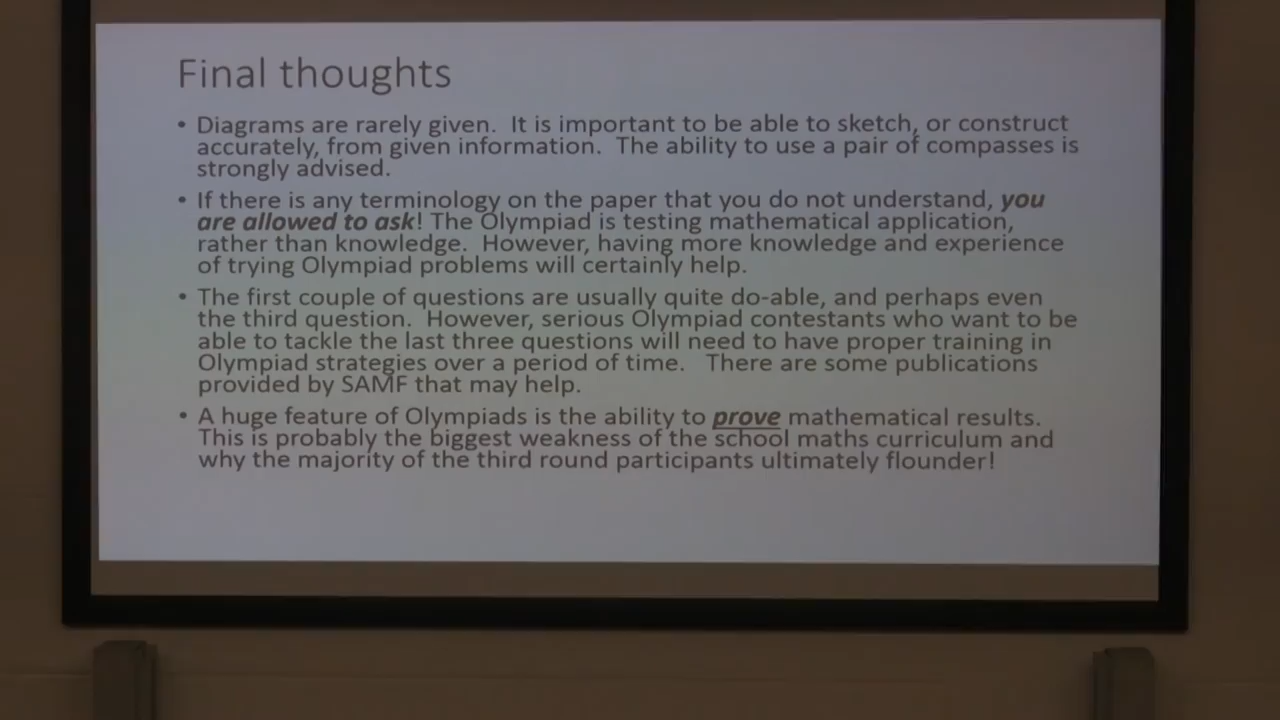 Final thoughts
• Diagrams are rarely given. It is important to be able to sketch, or construct
accurately, from given information. The ability to use a pair of compasses is
strongly advised.
• If there is any terminology on the paper that you do not understand, you
are allowed to ask! The Olympiad is testing mathematical application,
rather than knowledge. However, having more knowledge and experience
of trying Olympiad problems will certainly help.
• The first couple of questions are usually quite do-able, and perhaps even
the third question. However, serious Olympiad contestants who want to be
able to tackle the last three questions will need to have proper training in
Olympiad strategies over a period of time. There are some publications
provided by SAMF that may help.
• A huge feature of Olympiads is the ability to prove mathematical results.
This is probably the biggest weakness of the school maths curriculum and
why the majority of the third round participants ultimately flounder!